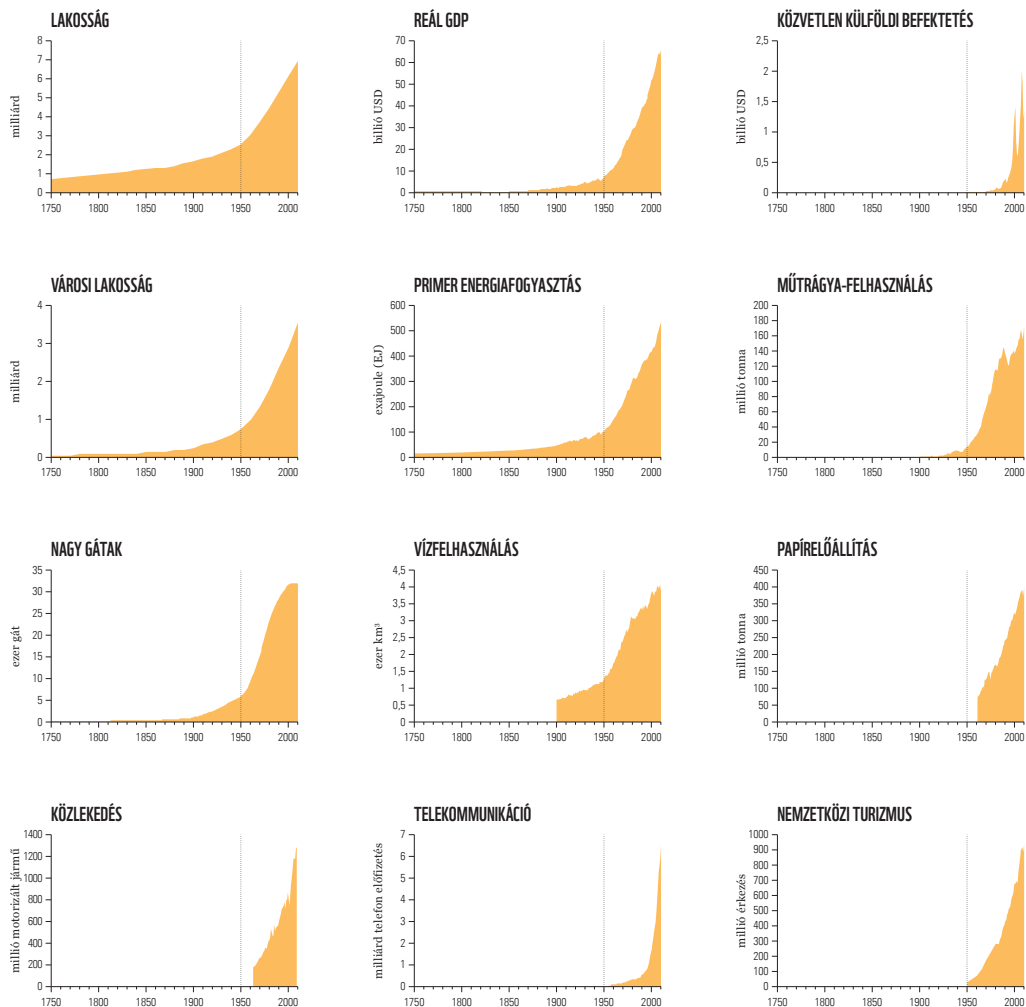 LAKOSSÁG
milliárd
8
7
6
5
4
3
2
1
0
1750 1800 1850 1900 1950 2000
REÁL GDP
billió USD
70
60
50
40
30
20
10
0
1750 1800 1850 1900 1950 2000
KÖZVETLEN KÜLFÖLDI BEFEKTETÉS
billió USD
2,5
2
1,5
1
0,5
0
1750 1800 1850 1900 1950 2000
VÁROSI LAKOSSÁG
milliárd
4
3
2
1
0
1750 1800 1850 1900 1950 2000
PRIMER ENERGIAFOGYASZTÁS
exajoule (EJ)
600
500
400
300
200
100
0
1750 1800 1850 1900 1950 2000
MŰTRÁGYA-FELHASZNÁLÁS
millió tonna
200
180
160
140
120
100
80
60
40
20
0
1750 1800 1850 1900 1950 2000
NAGY GÁTAK
ezer gát
35
30
25
20
15
10
5
0
1750 1800 1850 1900 1950 2000
VÍZFELHASZNÁLÁS
ezer km³
4,5
4
3,5
3
2,5
2
1,5
1
0,5
0
1750 1800 1850 1900 1950 2000
PAPÍRELŐÁLLÍTÁS
millió tonna
450
400
350
300
250
200
150
100
50
0
1750 1800 1850 1900 1950 2000
KÖZLEKEDÉS
millió motorizált jármű
1400
1200
1000
800
600
400
200
0
1750 1800 1850 1900 1950 2000
TELEKOMMUNIKÁCIÓ
milliárd telefon előfizetés
7
6
5
4
3
2
1
0
1750 1800 1850 1900 1950 2000
NEMZETKÖZI TURIZMUS
millió érkezés
1000
900
800
700
600
500
400
300
200
100
0
1750 1800 1850 1900 1950 2000